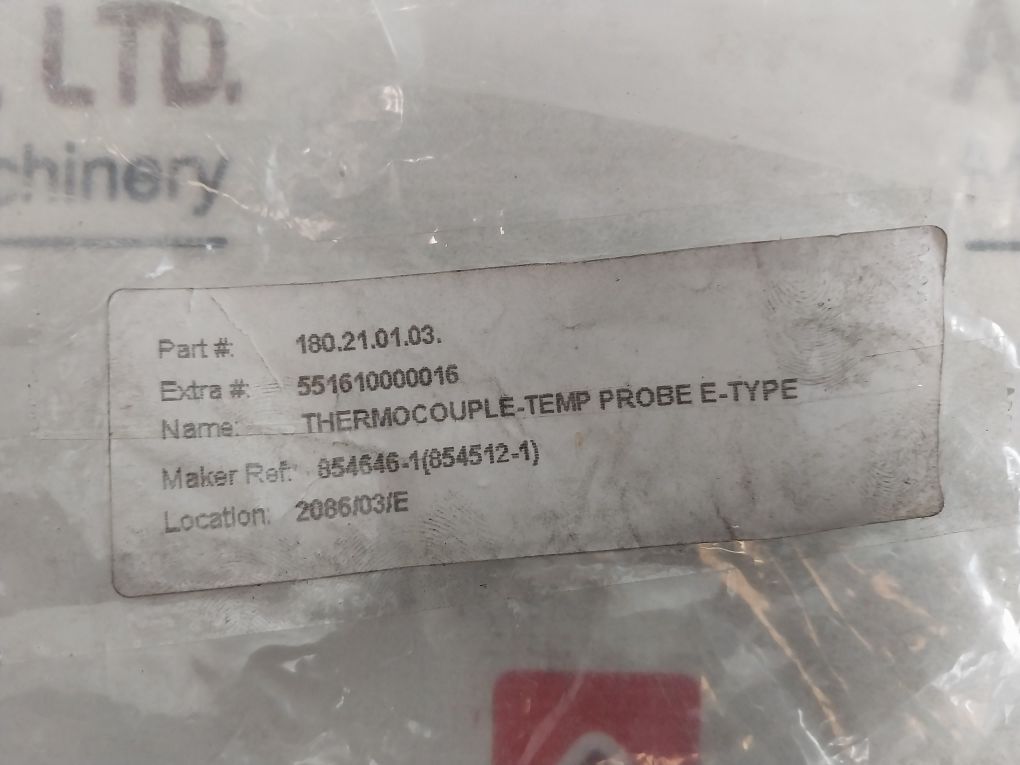 LTD.
chinery
Part #: 180.21.01.03.
Extra #: 551610000016
Name: THERMOCOUPLE-TEMP PROBE E-TYPE
Maker Ref: 854646-1(854512-1)
Location: 2086/03/E